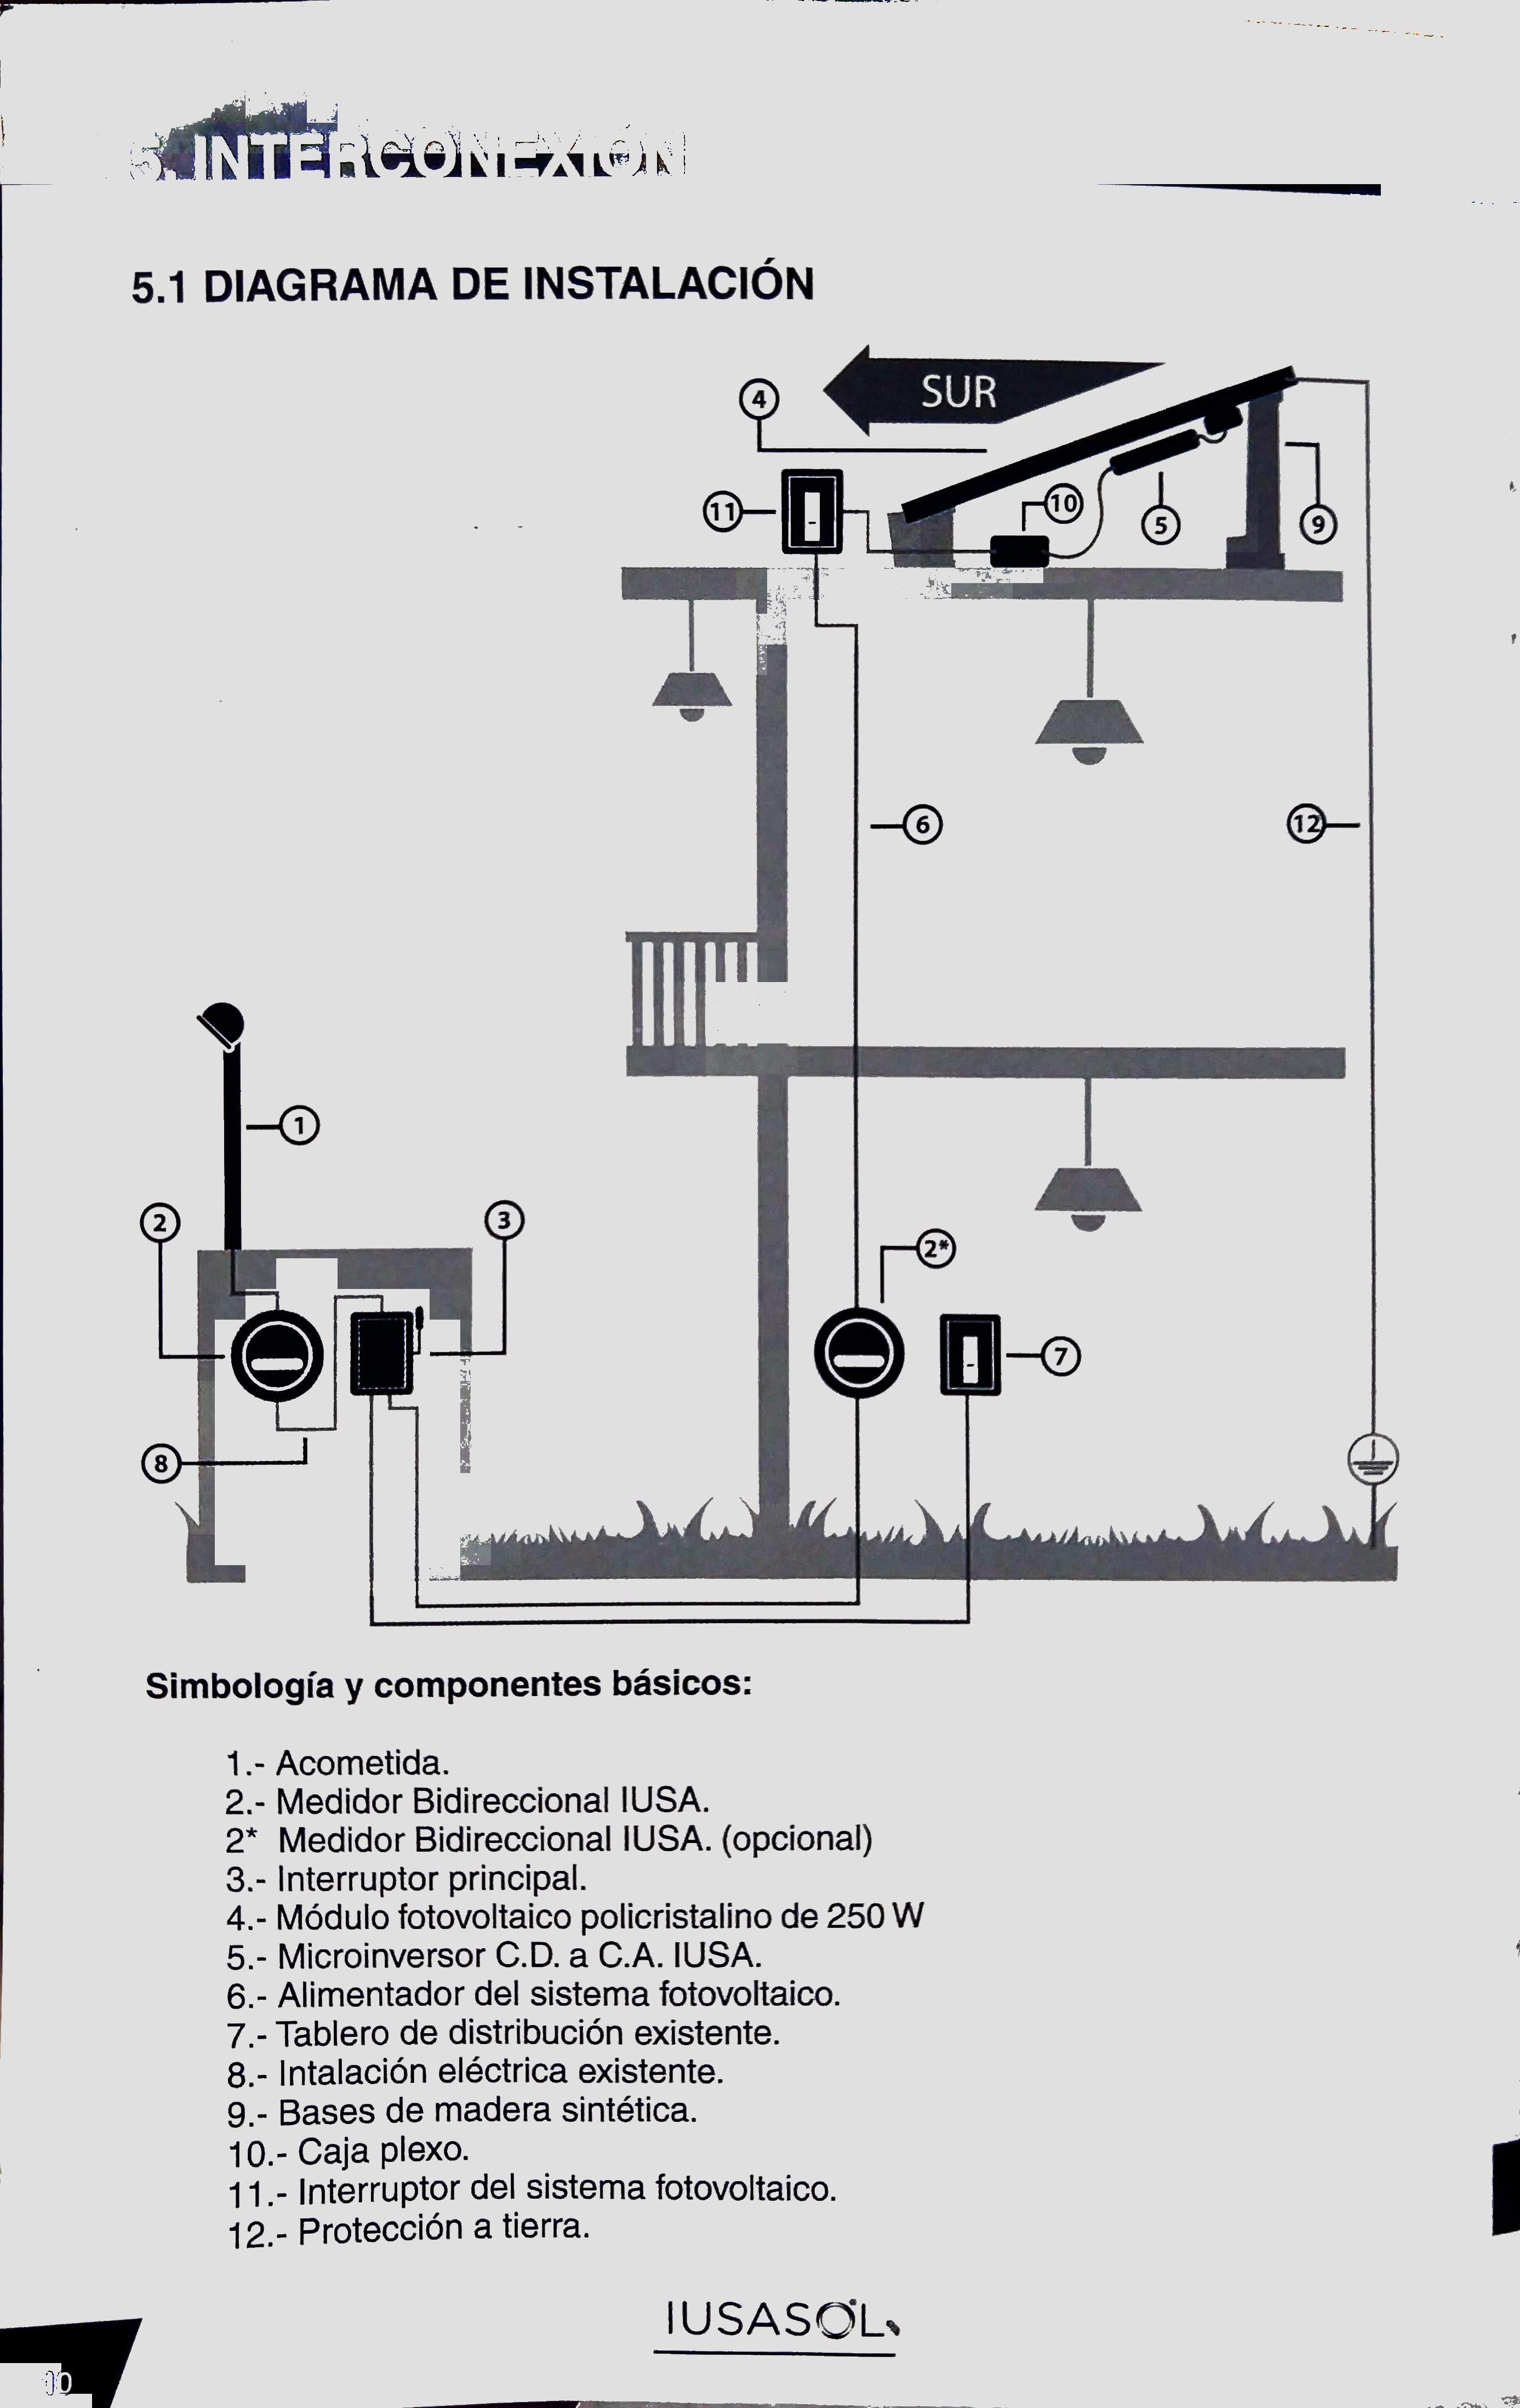 5. INTERCONEXIÓN
5.1 DIAGRAMA DE INSTALACIÓN
SUR
4
11
10
5
9
6
12
1
2
3
2*
7
8
Simbología y componentes básicos:
1.- Acometida.
2.- Medidor Bidireccional IUSA.
2* Medidor Bidireccional IUSA. (opcional)
3.- Interruptor principal.
4.- Módulo fotovoltaico policristalino de 250 W
5.- Microinversor C.D. a C.A. IUSA.
6.- Alimentador del sistema fotovoltaico.
7.- Tablero de distribución existente.
8.- Intalación eléctrica existente.
9.- Bases de madera sintética.
10.- Caja plexo.
11.- Interruptor del sistema fotovoltaico.
12.- Protección a tierra.
IUSASOL
10